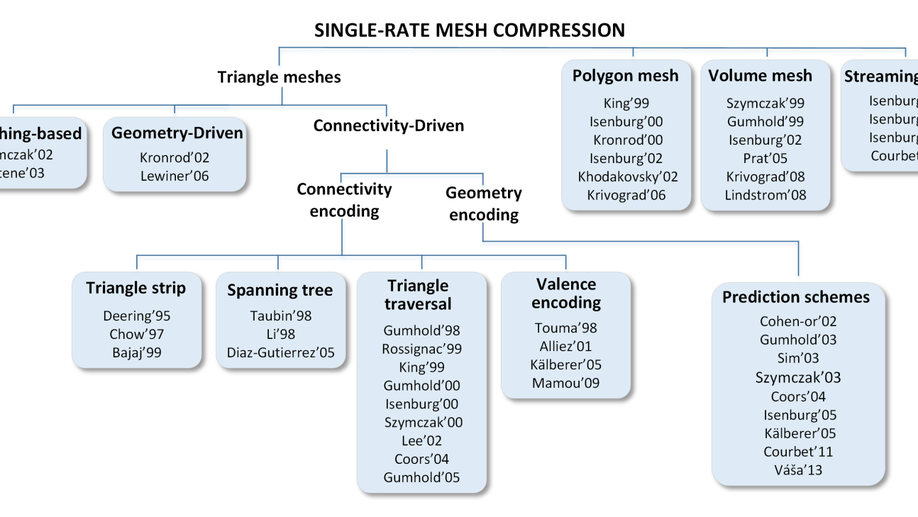 SINGLE-RATE MESH COMPRESSION
Triangle meshes
hing-based
mczak’02
tene’03
Geometry-Driven
Kronrod’02
Lewiner’06
Connectivity-Driven
Connectivity
encoding
Geometry
encoding
Polygon mesh
King’99
Isenburg’00
Kronrod’00
Isenburg’02
Khodakovsky’02
Krivograd’06
Volume mesh
Szymczak’99
Gumhold’99
Isenburg’02
Prat’05
Krivograd’08
Lindstrom’08
Streaming
Isenburg
Isenburg
Isenburg
Courbet
Triangle strip
Deering’95
Chow’97
Bajaj’99
Spanning tree
Taubin’98
Li’98
Diaz-Gutierrez’05
Triangle
traversal
Gumhold’98
Rossignac’99
King’99
Gumhold’00
Isenburg’00
Szymczak’00
Lee’02
Coors’04
Gumhold’05
Valence
encoding
Touma’98
Alliez’01
Kälberer’05
Mamou’09
Prediction schemes
Cohen-or’02
Gumhold’03
Sim’03
Szymczak’03
Coors’04
Isenburg’05
Kälberer’05
Courbet’11
Váša’13